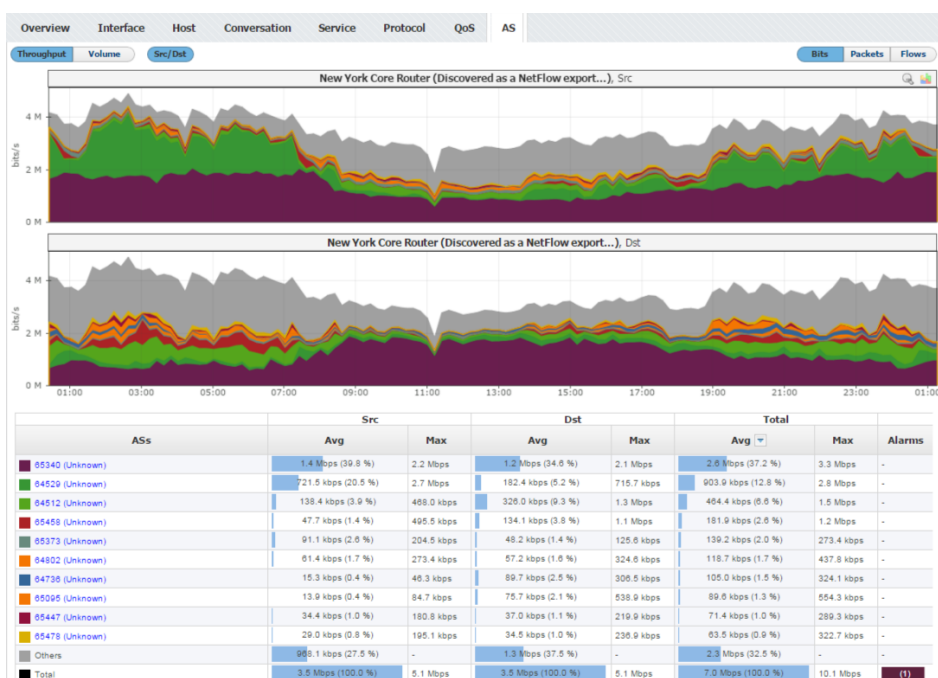 Overview Interface Host Conversation Service Protocol QoS AS
Throughput Volume Src/Dst Bits Packets Flows
New York Core Router (Discovered as a NetFlow export...), Src
4 M
bits/s
2 M
0 M
New York Core Router (Discovered as a NetFlow export...), Dst
4 M
bits/s
2 M
0 M
01:00 03:00 05:00 07:00 09:00 11:00 13:00 15:00 17:00 19:00 21:00 23:00 01:00
Src Dst Total
ASs Avg Max Avg Max Avg Max Alarms
65340 (Unknown) 1.4 Mbps (39.8 %) 2.2 Mbps 1.2 Mbps (34.6 %) 2.1 Mbps 2.6 Mbps (37.2 %) 3.3 Mbps -
64529 (Unknown) 721.5 kbps (20.5 %) 2.7 Mbps 182.4 kbps (5.2 %) 715.7 kbps 903.9 kbps (12.8 %) 2.8 Mbps -
64512 (Unknown) 138.4 kbps (3.9 %) 468.0 kbps 326.0 kbps (9.3 %) 1.3 Mbps 464.4 kbps (6.6 %) 1.5 Mbps -
65458 (Unknown) 47.7 kbps (1.4 %) 495.5 kbps 134.1 kbps (3.8 %) 1.1 Mbps 181.9 kbps (2.6 %) 1.2 Mbps -
65373 (Unknown) 91.1 kbps (2.6 %) 204.5 kbps 48.2 kbps (1.4 %) 125.6 kbps 139.2 kbps (2.0 %) 273.4 kbps -
64802 (Unknown) 61.4 kbps (1.7 %) 273.4 kbps 57.2 kbps (1.6 %) 324.6 kbps 118.7 kbps (1.7 %) 437.8 kbps -
64736 (Unknown) 15.3 kbps (0.4 %) 46.3 kbps 89.7 kbps (2.5 %) 306.5 kbps 105.0 kbps (1.5 %) 324.1 kbps -
65095 (Unknown) 13.9 kbps (0.4 %) 84.7 kbps 75.7 kbps (2.1 %) 538.9 kbps 89.6 kbps (1.3 %) 554.3 kbps -
65447 (Unknown) 34.4 kbps (1.0 %) 180.8 kbps 37.0 kbps (1.1 %) 219.9 kbps 71.4 kbps (1.0 %) 289.3 kbps -
65478 (Unknown) 29.0 kbps (0.8 %) 195.1 kbps 34.5 kbps (1.0 %) 236.9 kbps 63.5 kbps (0.9 %) 322.7 kbps -
Others 968.1 kbps (27.5 %) - 1.3 Mbps (37.5 %) - 2.3 Mbps (32.5 %) - -
Total 3.5 Mbps (100.0 %) 5.1 Mbps 3.5 Mbps (100.0 %) 5.1 Mbps 7.0 Mbps (100.0 %) 10.1 Mbps (1)